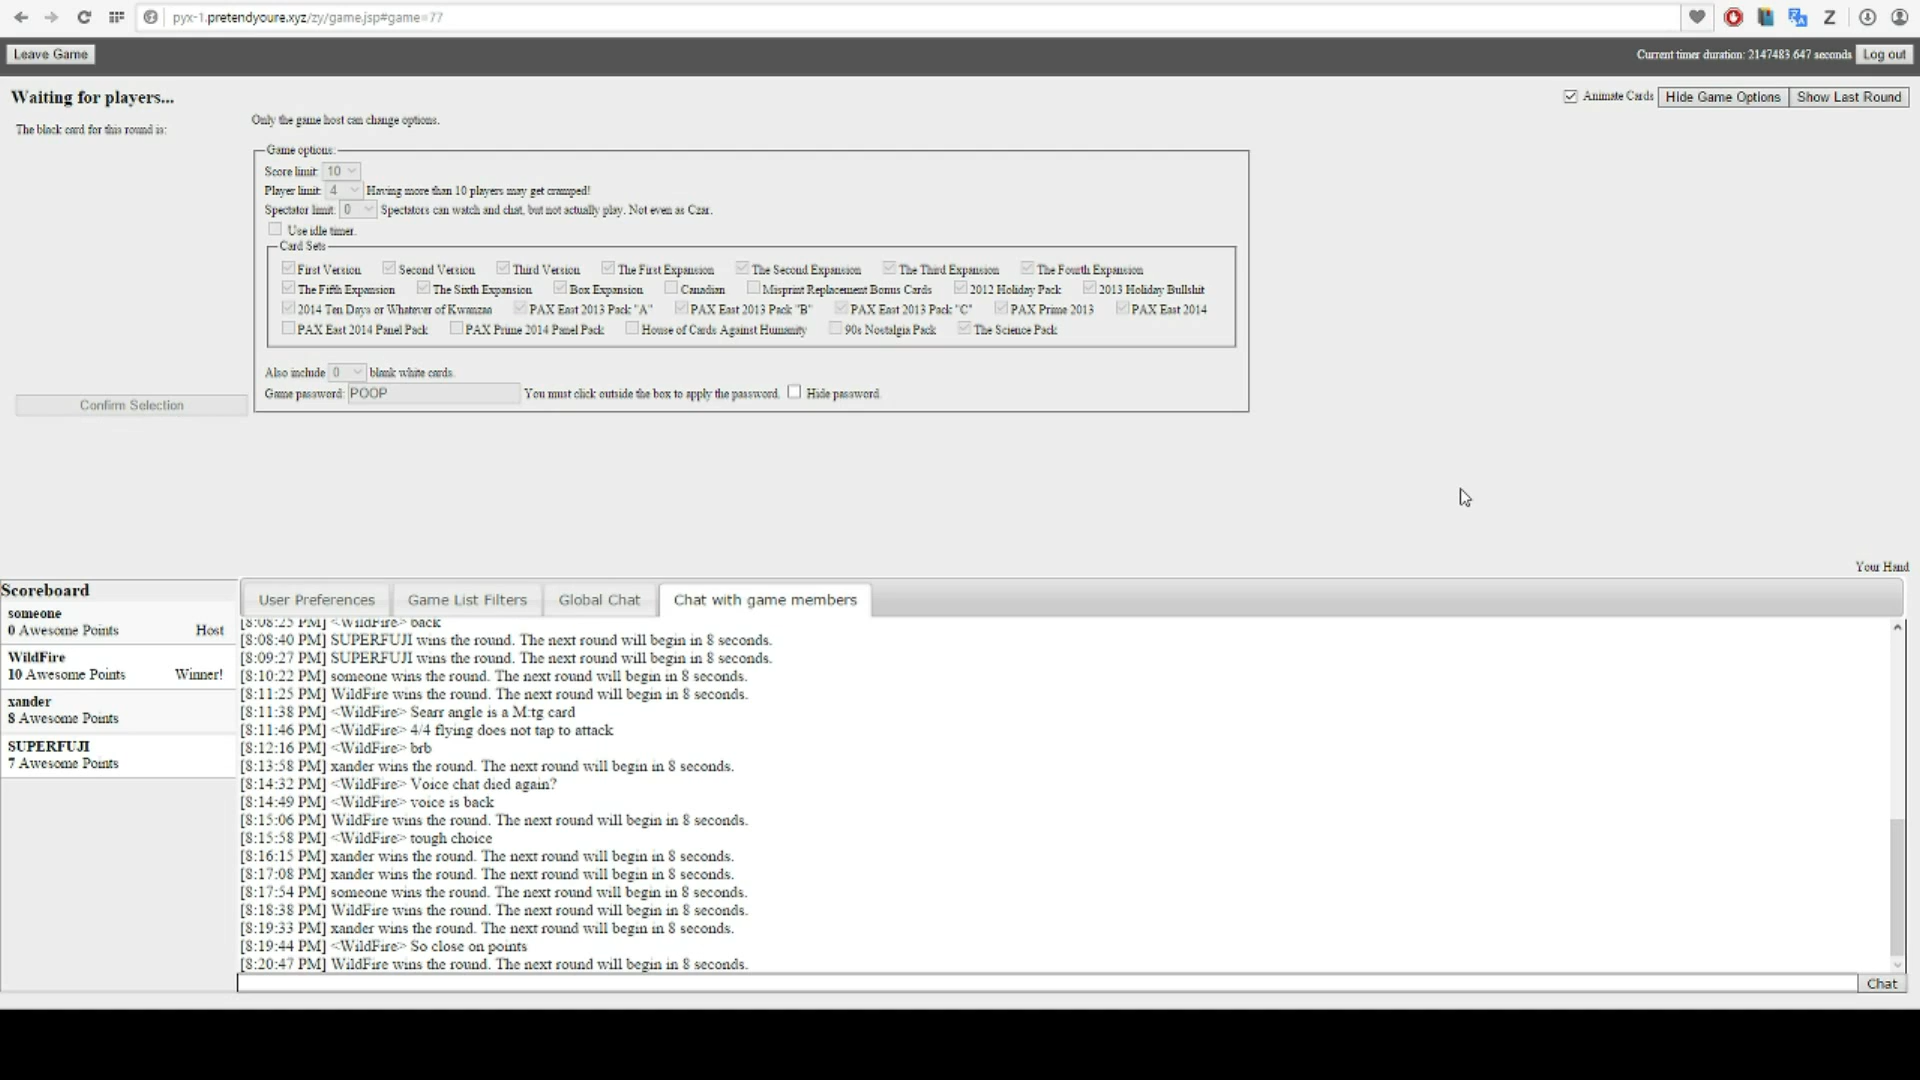 pyx-1.pretendyoure.xyz/zy/game.jsp#game=77
Leave Game
Current timer duration: 2147483.647 seconds
Log out
Waiting for players...
Animate Cards
Hide Game Options
Show Last Round
The black card for this round is:
Only the game host can change options.
Game options:
Score limit: 10
Player limit: 4 Having more than 10 players may get cramped!
Spectator limit: 0 Spectators can watch and chat, but not actually play. Not even as Czar.
Use idle timer.
Card Sets
First Version Second Version Third Version The First Expansion The Second Expansion The Third Expansion The Fourth Expansion
The Fifth Expansion The Sixth Expansion Box Expansion Canadian Misprint Replacement Bonus Cards 2012 Holiday Pack 2013 Holiday Bullshit
2014 Ten Days or Whatever of Kwanzaa PAX East 2013 Pack "A" PAX East 2013 Pack "B" PAX East 2013 Pack "C" PAX Prime 2013 PAX East 2014
PAX East 2014 Panel Pack PAX Prime 2014 Panel Pack House of Cards Against Humanity 90s Nostalgia Pack The Science Pack
Also include 0 blank white cards.
Game password: POOP You must click outside the box to apply the password. Hide password.
Confirm Selection
Your Hand
Scoreboard
someone
0 Awesome Points Host
WildFire
10 Awesome Points Winner!
xander
8 Awesome Points
SUPERFUJI
7 Awesome Points
User Preferences
Game List Filters
Global Chat
Chat with game members
[8:08:25 PM] <WildFire> back
[8:08:40 PM] SUPERFUJI wins the round. The next round will begin in 8 seconds.
[8:09:27 PM] SUPERFUJI wins the round. The next round will begin in 8 seconds.
[8:10:22 PM] someone wins the round. The next round will begin in 8 seconds.
[8:11:25 PM] WildFire wins the round. The next round will begin in 8 seconds.
[8:11:38 PM] <WildFire> Searr angle is a M:tg card
[8:11:46 PM] <WildFire> 4/4 flying does not tap to attack
[8:12:16 PM] <WildFire> brb
[8:13:58 PM] xander wins the round. The next round will begin in 8 seconds.
[8:14:32 PM] <WildFire> Voice chat died again?
[8:14:49 PM] <WildFire> voice is back
[8:15:06 PM] WildFire wins the round. The next round will begin in 8 seconds.
[8:15:58 PM] <WildFire> tough choice
[8:16:15 PM] xander wins the round. The next round will begin in 8 seconds.
[8:17:08 PM] xander wins the round. The next round will begin in 8 seconds.
[8:17:54 PM] someone wins the round. The next round will begin in 8 seconds.
[8:18:38 PM] WildFire wins the round. The next round will begin in 8 seconds.
[8:19:33 PM] xander wins the round. The next round will begin in 8 seconds.
[8:19:44 PM] <WildFire> So close on points
[8:20:47 PM] WildFire wins the round. The next round will begin in 8 seconds.
Chat